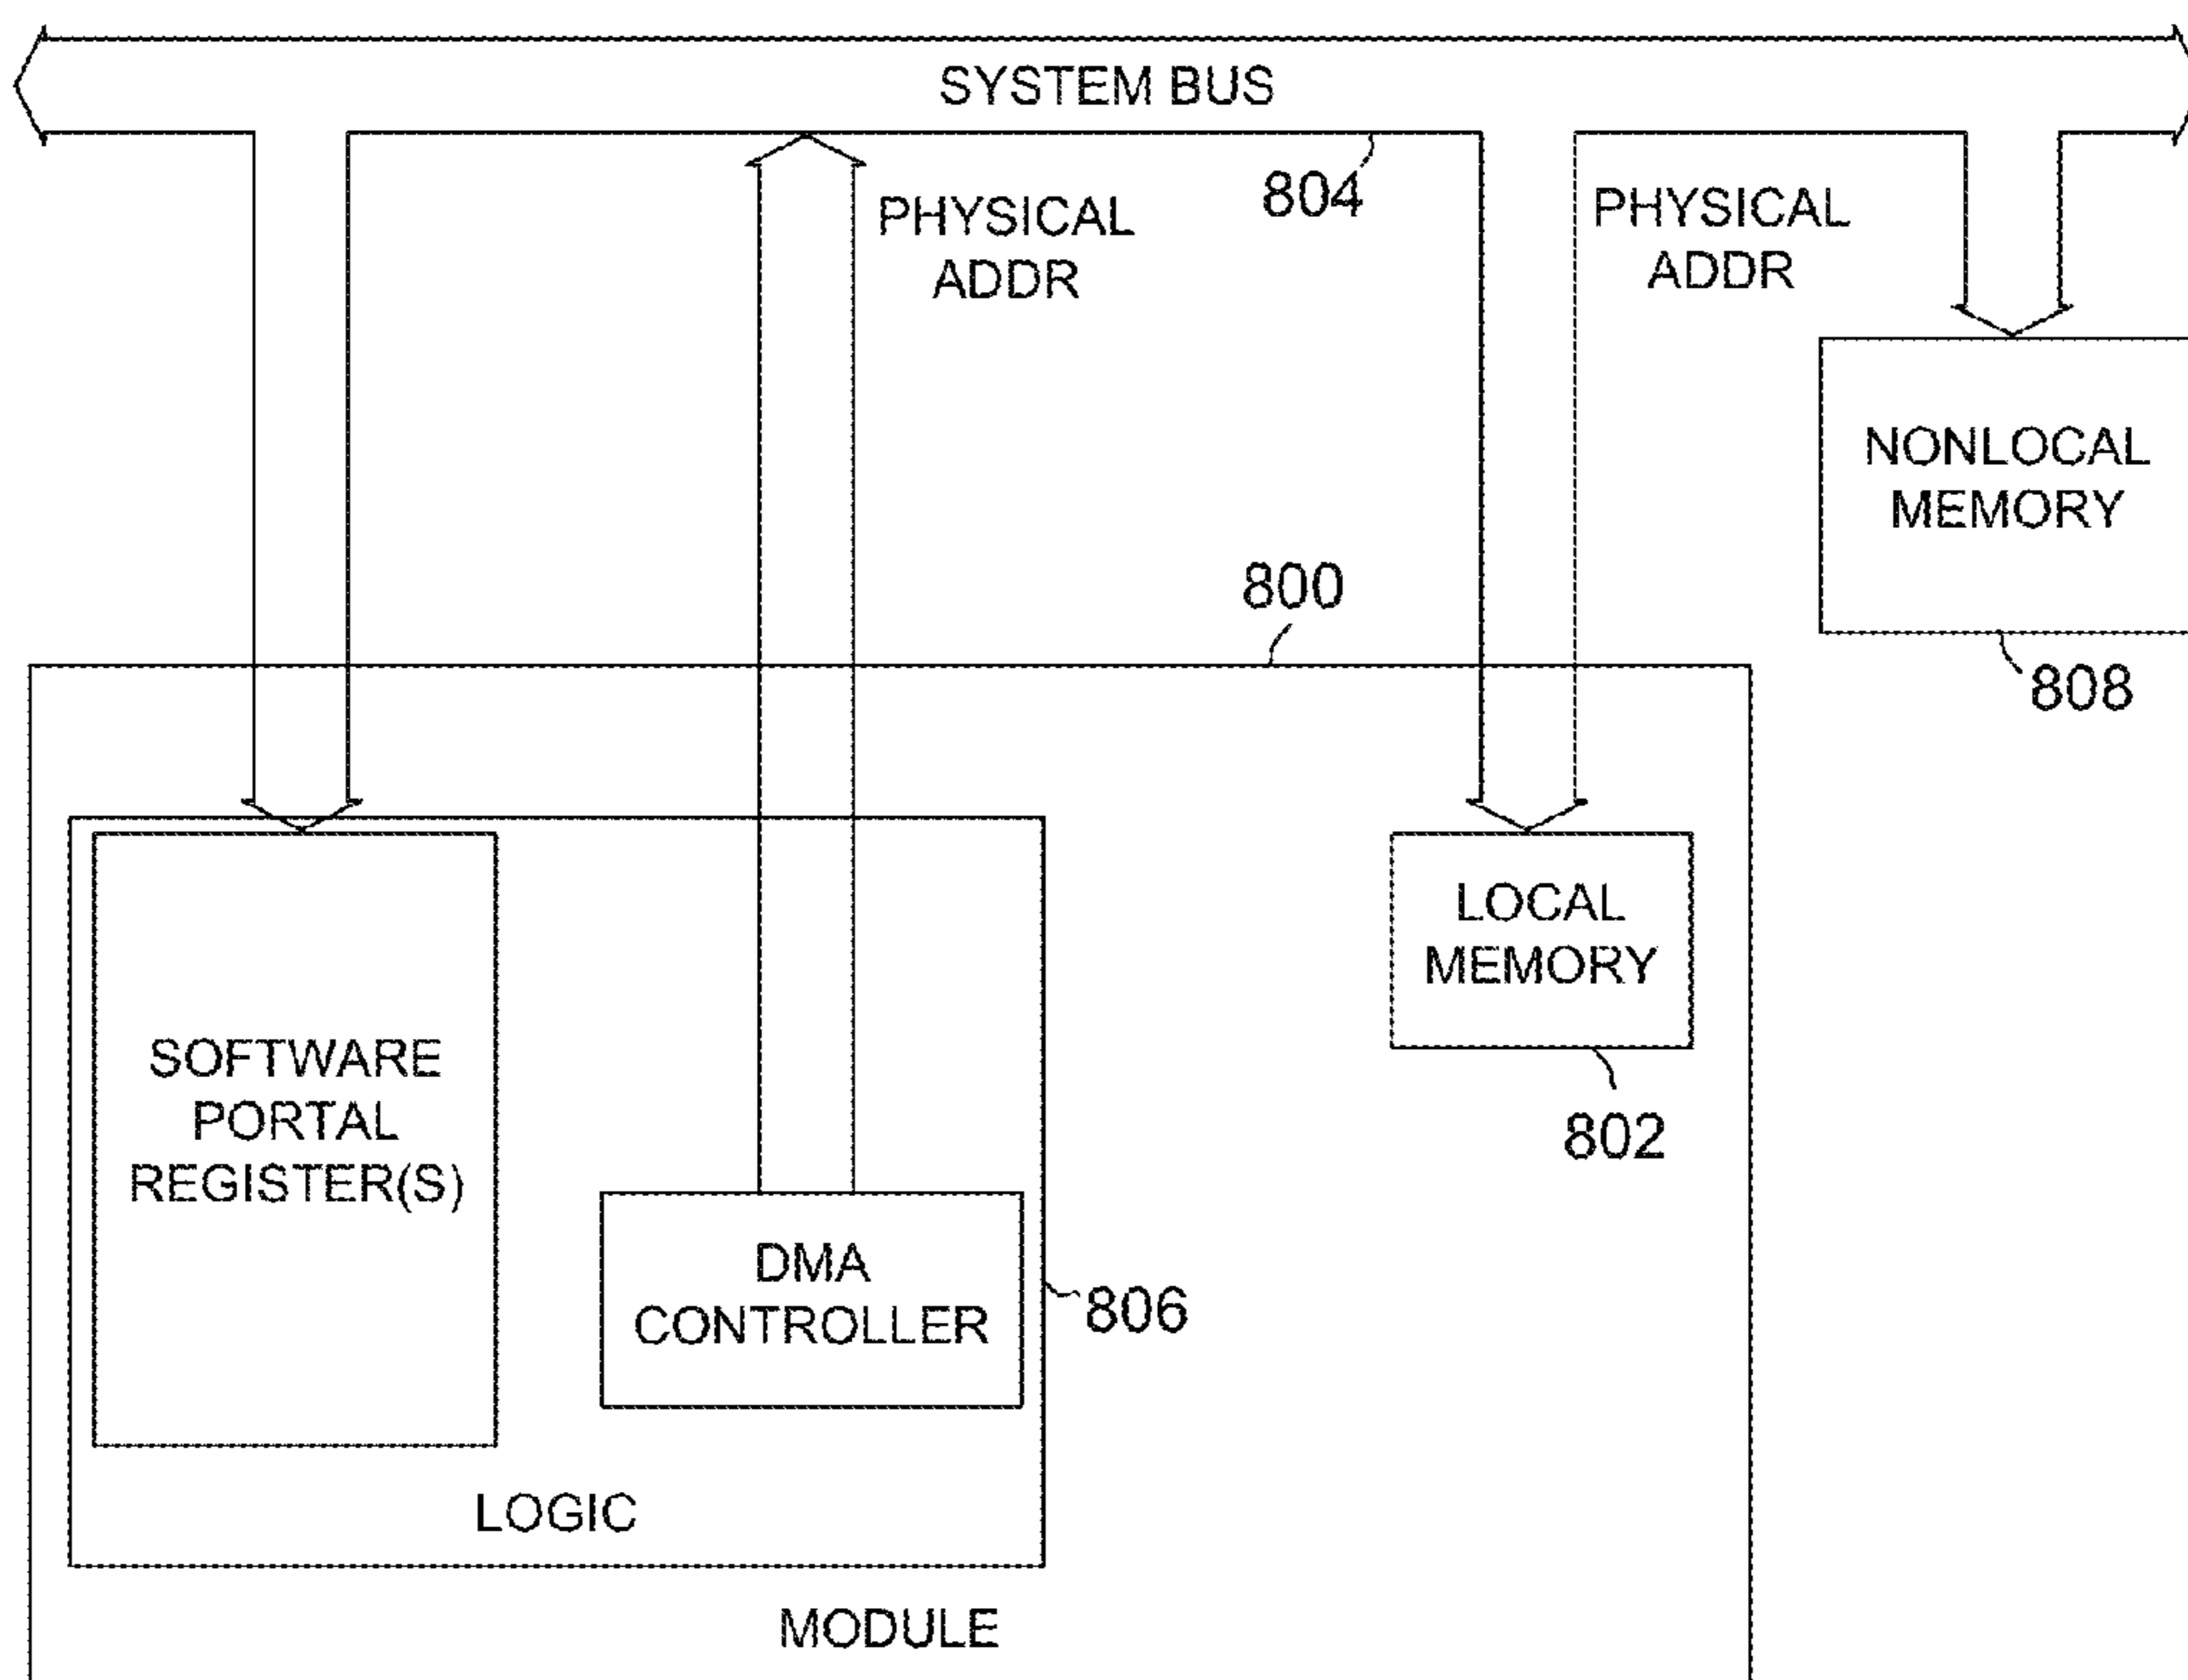 SYSTEM BUS
804
PHYSICAL
ADDR
PHYSICAL
ADDR
NONLOCAL
MEMORY
808
800
LOCAL
MEMORY
802
SOFTWARE
PORTAL
REGISTER(S)
DMA
CONTROLLER
806
LOGIC
MODULE